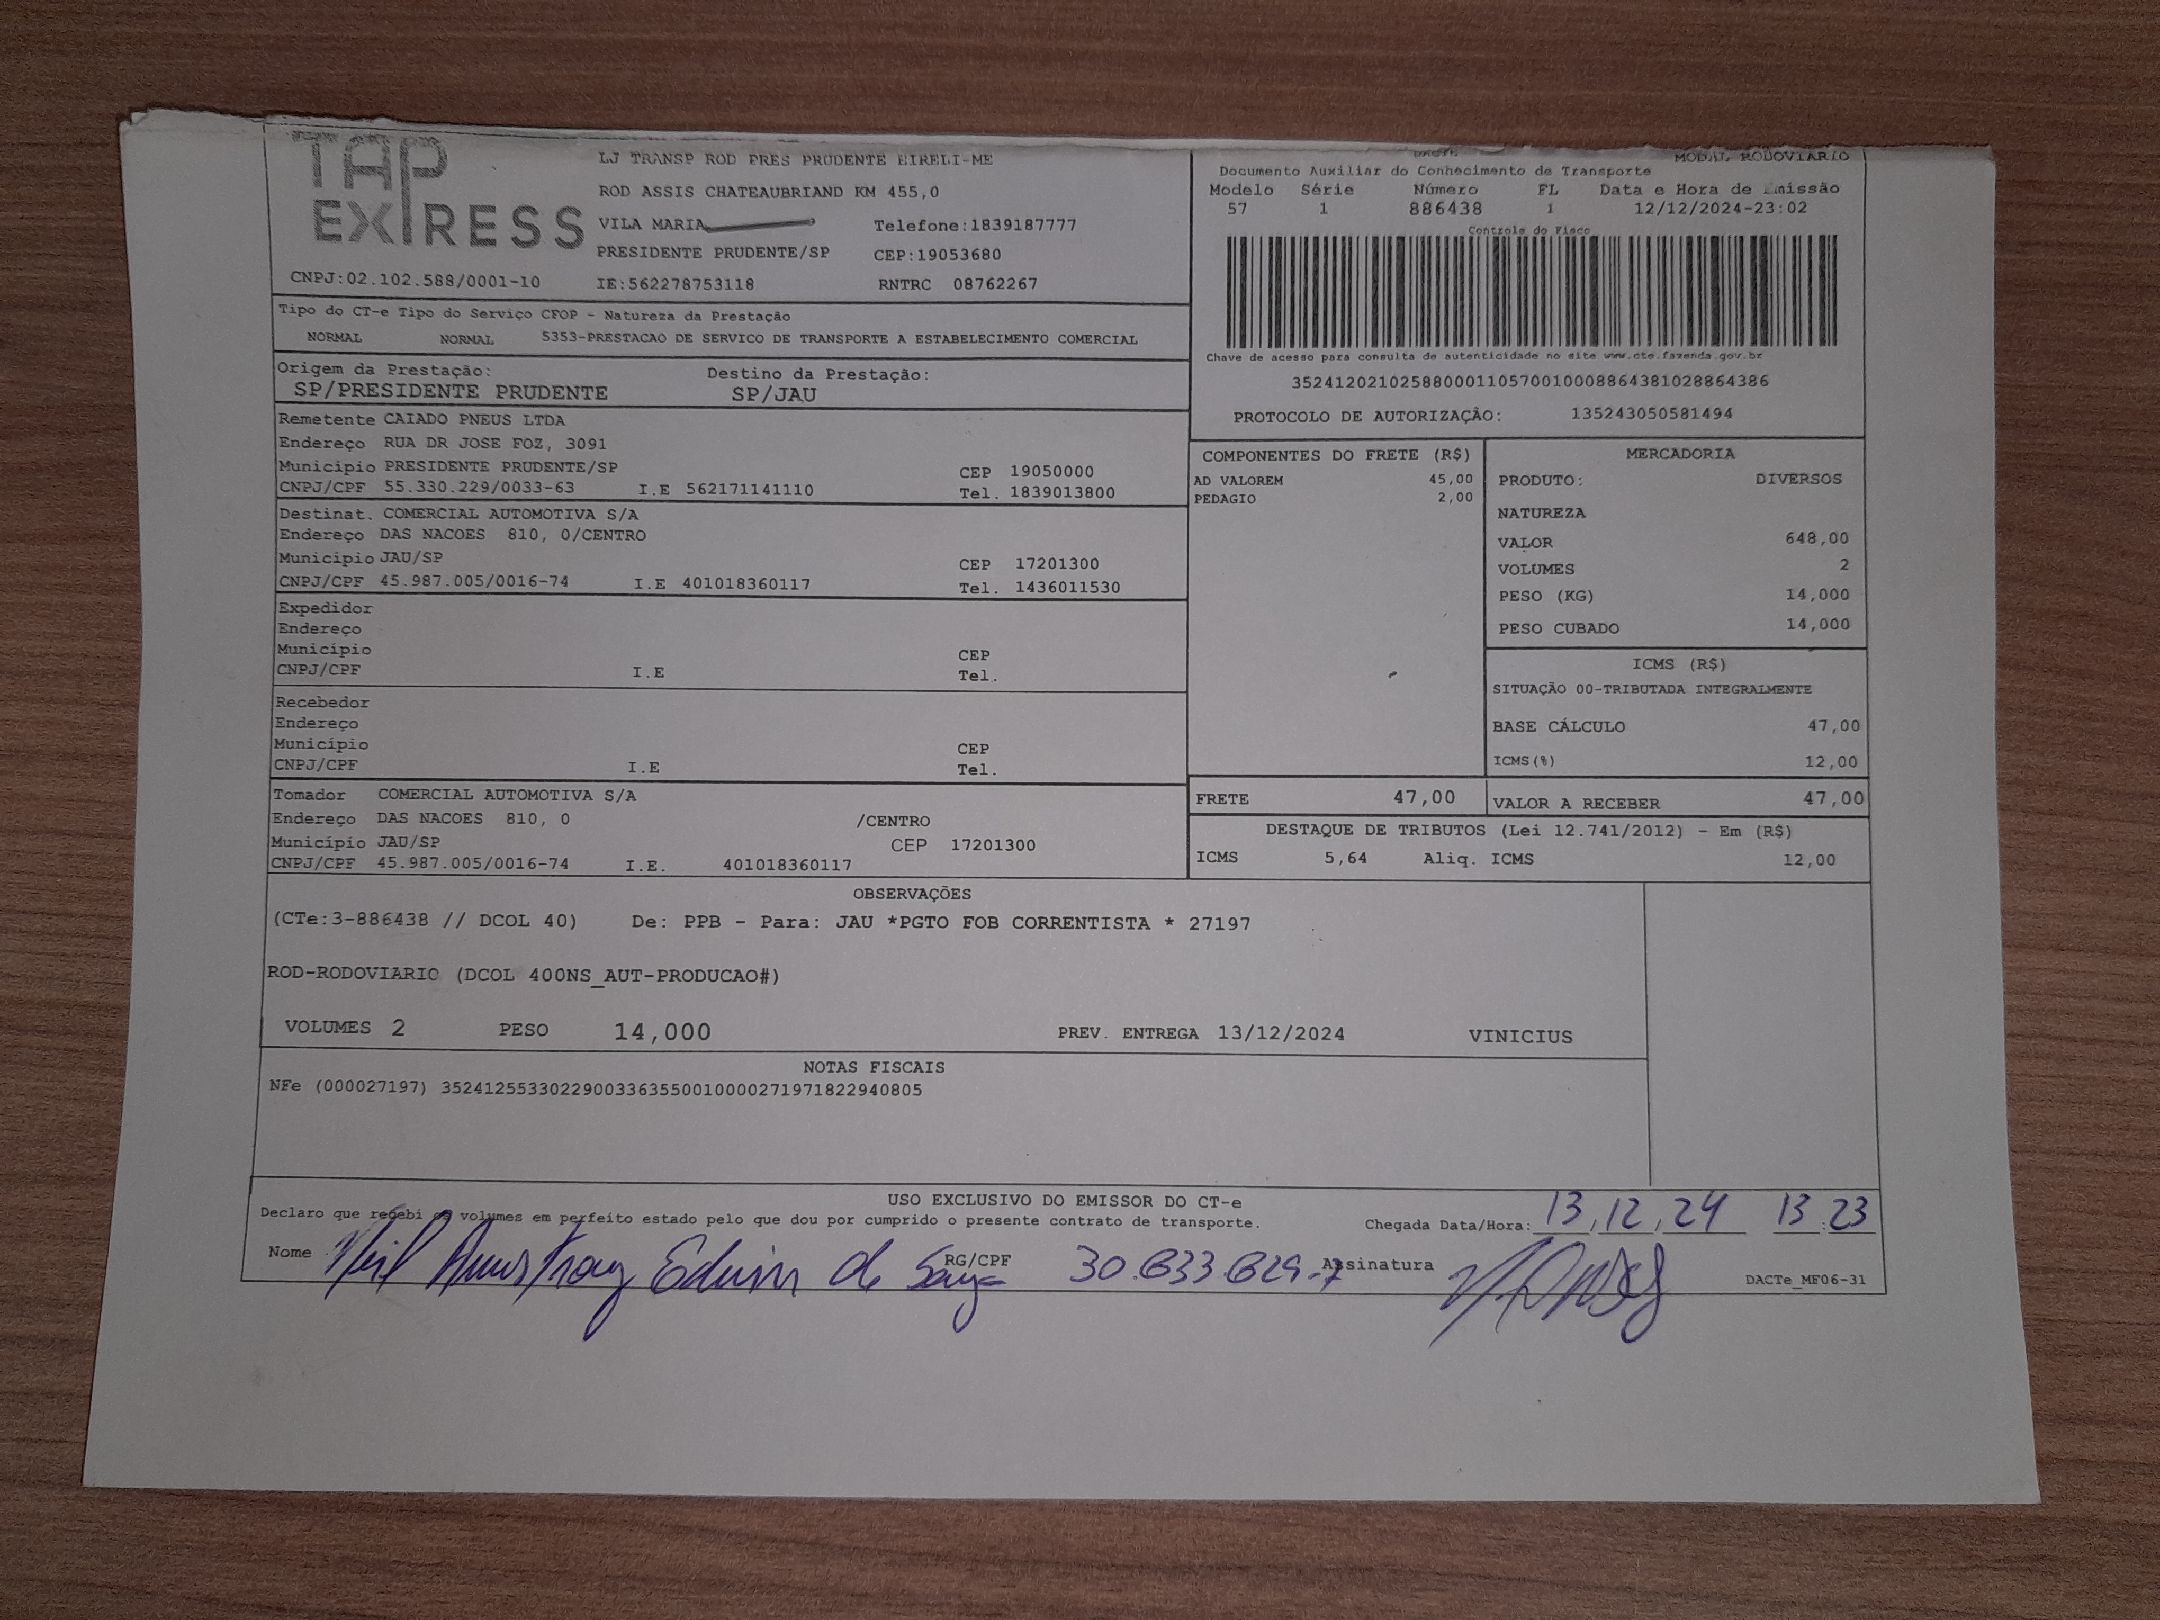 TAP EXPRESS
LJ TRANSP ROD PRES PRUDENTE EIRELI-ME
ROD ASSIS CHATEAUBRIAND KM 455,0
VILA MARIA Telefone:1839187777
PRESIDENTE PRUDENTE/SP CEP:19053680
CNPJ:02.102.588/0001-10 IE:562278753118 RNTRC 08762267
DACTE MODAL RODOVIARIO
Documento Auxiliar do Conhecimento de Transporte
Modelo Série Número FL Data e Hora de Emissão
57 1 886438 1 12/12/2024-23:02
Controle do Fisco
Chave de acesso para consulta de autenticidade no site www.cte.fazenda.gov.br
35241202102588000110570010008864381028864386
PROTOCOLO DE AUTORIZAÇÃO: 135243050581494
Tipo do CT-e Tipo do Serviço CFOP - Natureza da Prestação
NORMAL NORMAL 5353-PRESTACAO DE SERVICO DE TRANSPORTE A ESTABELECIMENTO COMERCIAL
Origem da Prestação: Destino da Prestação:
SP/PRESIDENTE PRUDENTE SP/JAU
Remetente CAIADO PNEUS LTDA
Endereço RUA DR JOSE FOZ, 3091
Município PRESIDENTE PRUDENTE/SP CEP 19050000
CNPJ/CPF 55.330.229/0033-63 I.E 562171141110 Tel. 1839013800
Destinat. COMERCIAL AUTOMOTIVA S/A
Endereço DAS NACOES 810, 0/CENTRO
Município JAU/SP CEP 17201300
CNPJ/CPF 45.987.005/0016-74 I.E 401018360117 Tel. 1436011530
Expedidor
Endereço
Município CEP
CNPJ/CPF I.E Tel.
Recebedor
Endereço
Município CEP
CNPJ/CPF I.E Tel.
Tomador COMERCIAL AUTOMOTIVA S/A
Endereço DAS NACOES 810, 0 /CENTRO
Município JAU/SP CEP 17201300
CNPJ/CPF 45.987.005/0016-74 I.E. 401018360117
COMPONENTES DO FRETE (R$)
AD VALOREM 45,00
PEDAGIO 2,00
MERCADORIA
PRODUTO: DIVERSOS
NATUREZA
VALOR 648,00
VOLUMES 2
PESO (KG) 14,000
PESO CUBADO 14,000
ICMS (R$)
SITUAÇÃO 00-TRIBUTADA INTEGRALMENTE
BASE CÁLCULO 47,00
ICMS(%) 12,00
FRETE 47,00 VALOR A RECEBER 47,00
DESTAQUE DE TRIBUTOS (Lei 12.741/2012) - Em (R$)
ICMS 5,64 Aliq. ICMS 12,00
OBSERVAÇÕES
(CTe:3-886438 // DCOL 40) De: PPB - Para: JAU *PGTO FOB CORRENTISTA * 27197
ROD-RODOVIARIO (DCOL 400NS_AUT-PRODUCAO#)
VOLUMES 2 PESO 14,000 PREV. ENTREGA 13/12/2024 VINICIUS
NOTAS FISCAIS
NFe (000027197) 35241255330229003363550010000271971822940805
USO EXCLUSIVO DO EMISSOR DO CT-e
Declaro que recebi os volumes em perfeito estado pelo que dou por cumprido o presente contrato de transporte. Chegada Data/Hora: 13,12,24 13:23
Nome Neil Armstrong Edwin de Souza RG/CPF 30.633.629-7 Assinatura
DACTe_MF06-31